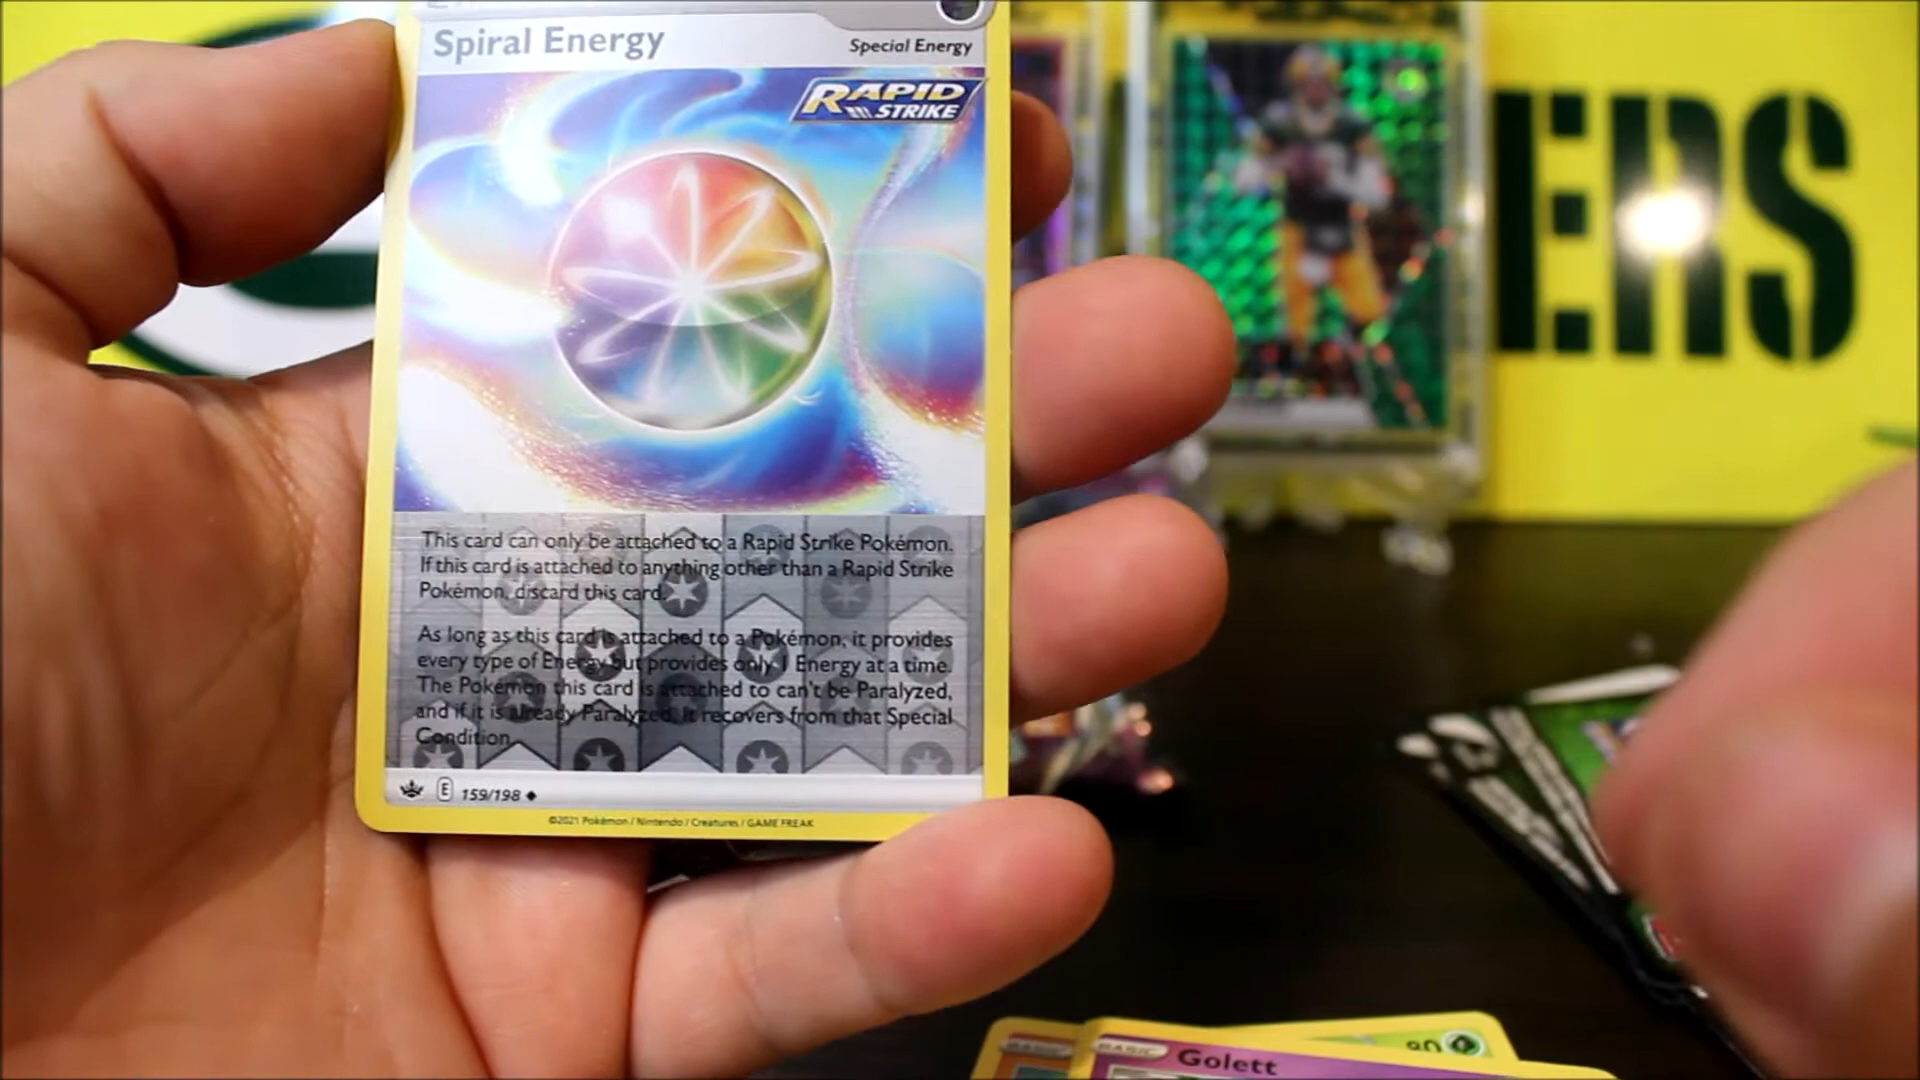 Spiral Energy
Special Energy
RAPID
STRIKE
This card can only be attached to a Rapid Strike Pokémon.
If this card is attached to anything other than a Rapid Strike
Pokémon, discard this card.
As long as this card is attached to a Pokémon, it provides
every type of Energy but provides only 1 Energy at a time.
The Pokémon this card is attached to can't be Paralyzed,
and if it is already Paralyzed, it recovers from that Special
Condition.
E 159/198
©2021 Pokémon / Nintendo / Creatures / GAME FREAK
ERS
BASIC
BASIC Golett
80